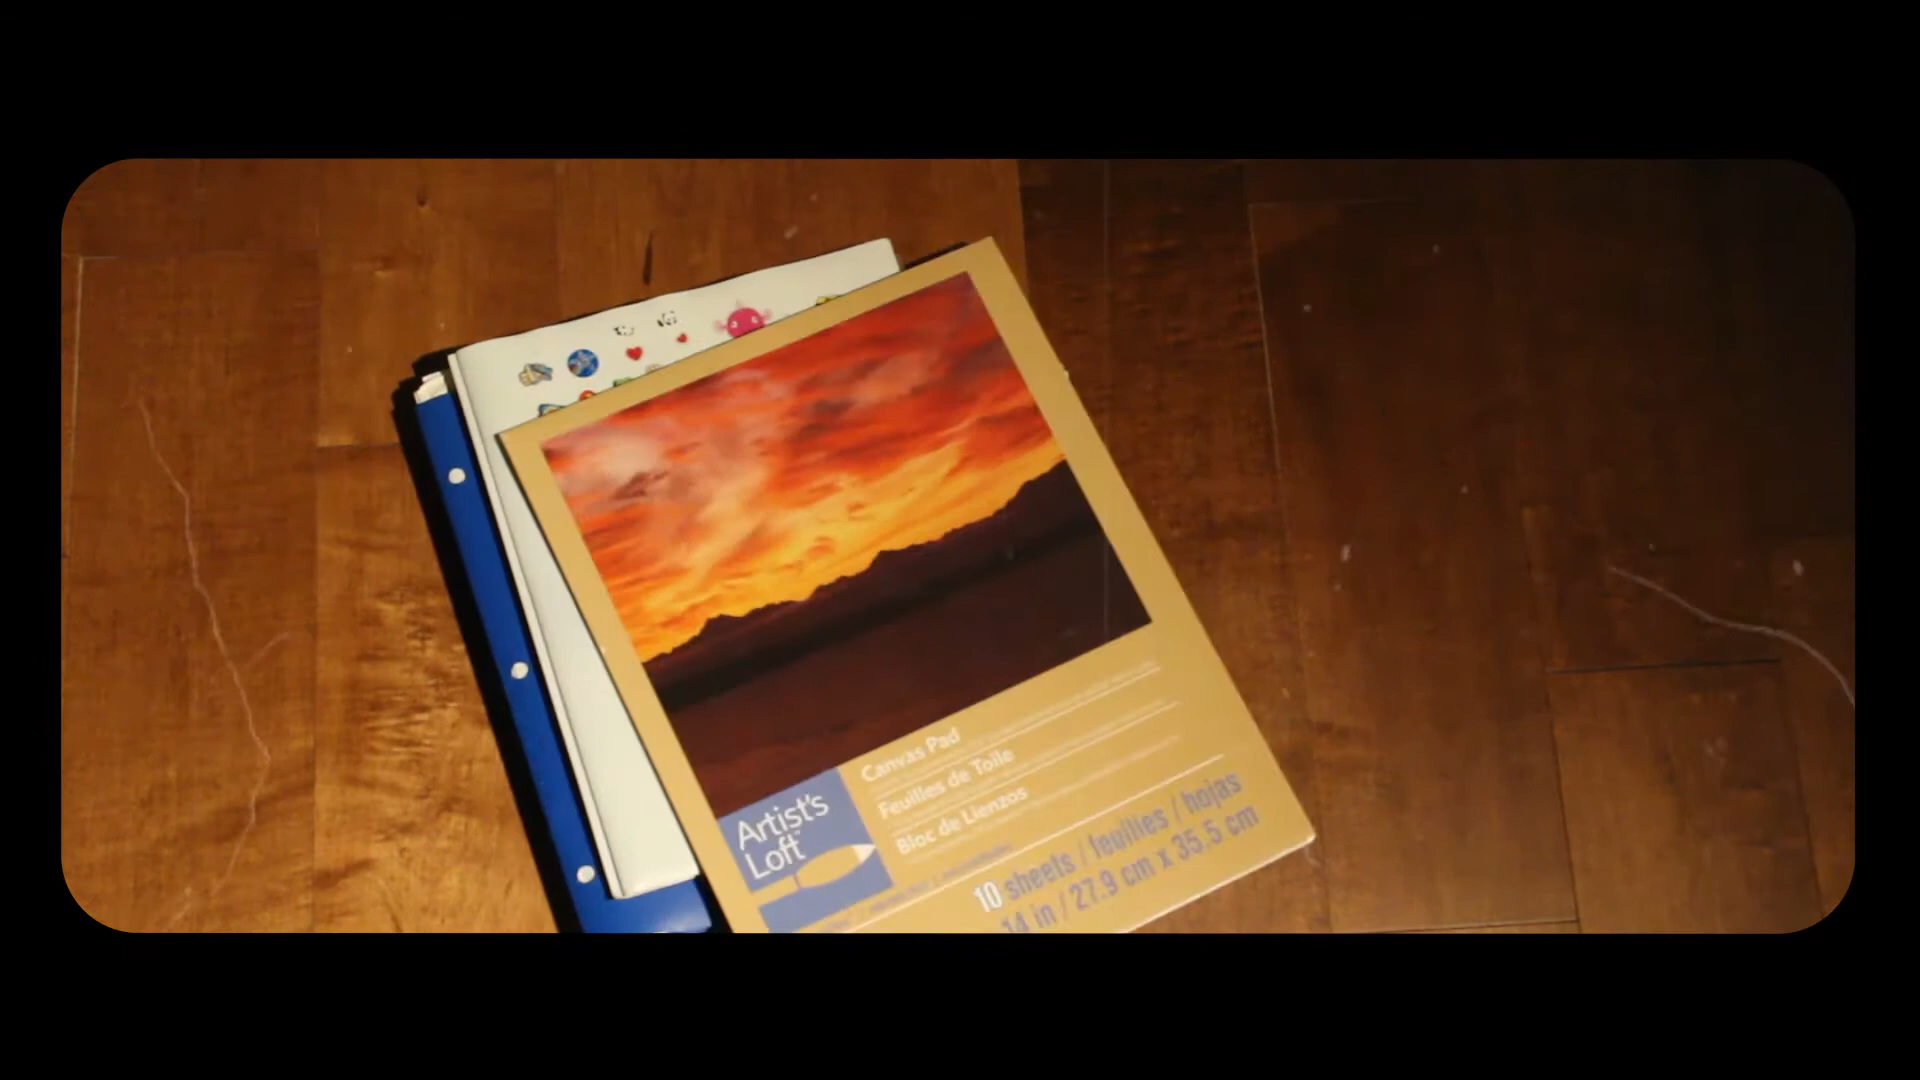 Canvas Pad
Feuilles de Toile
Bloc de Lienzos
Artist's
Loft
10 sheets / feuilles / hojas
14 in / 27.9 cm x 35.5 cm